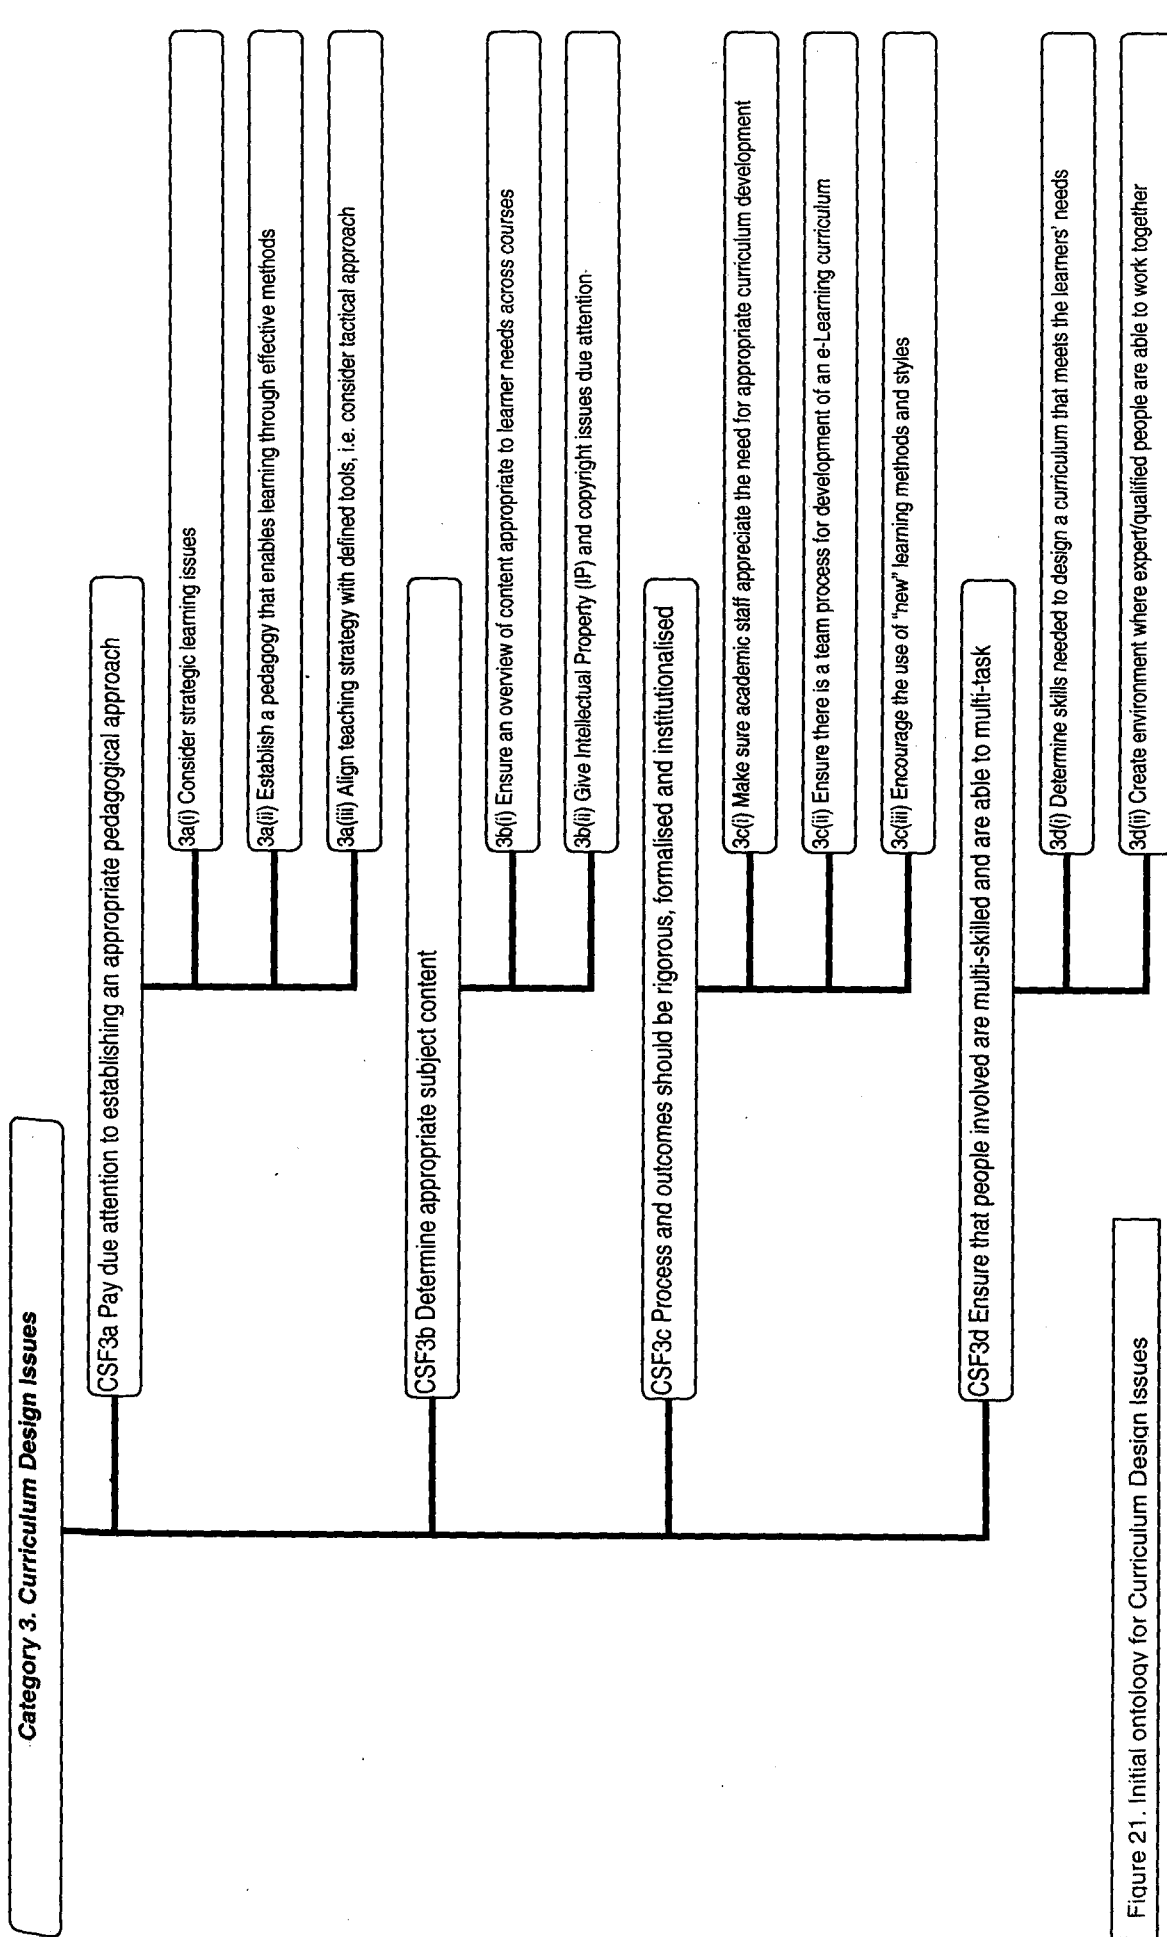 Category 3. Curriculum Design Issues
CSF3a Pay due attention to establishing an appropriate pedagogical approach
3a(i) Consider strategic learning issues
3a(ii) Establish a pedagogy that enables learning through effective methods
3a(iii) Align teaching strategy with defined tools, i.e. consider tactical approach
CSF3b Determine appropriate subject content
3b(i) Ensure an overview of content appropriate to learner needs across courses
3b(ii) Give Intellectual Property (IP) and copyright issues due attention
CSF3c Process and outcomes should be rigorous, formalised and institutionalised
3c(i) Make sure academic staff appreciate the need for appropriate curriculum development
3c(ii) Ensure there is a team process for development of an e-Learning curriculum
3c(iii) Encourage the use of "new" learning methods and styles
CSF3d Ensure that people involved are multi-skilled and are able to multi-task
3d(i) Determine skills needed to design a curriculum that meets the learners' needs
3d(ii) Create environment where expert/qualified people are able to work together
Figure 21. Initial ontology for Curriculum Design Issues